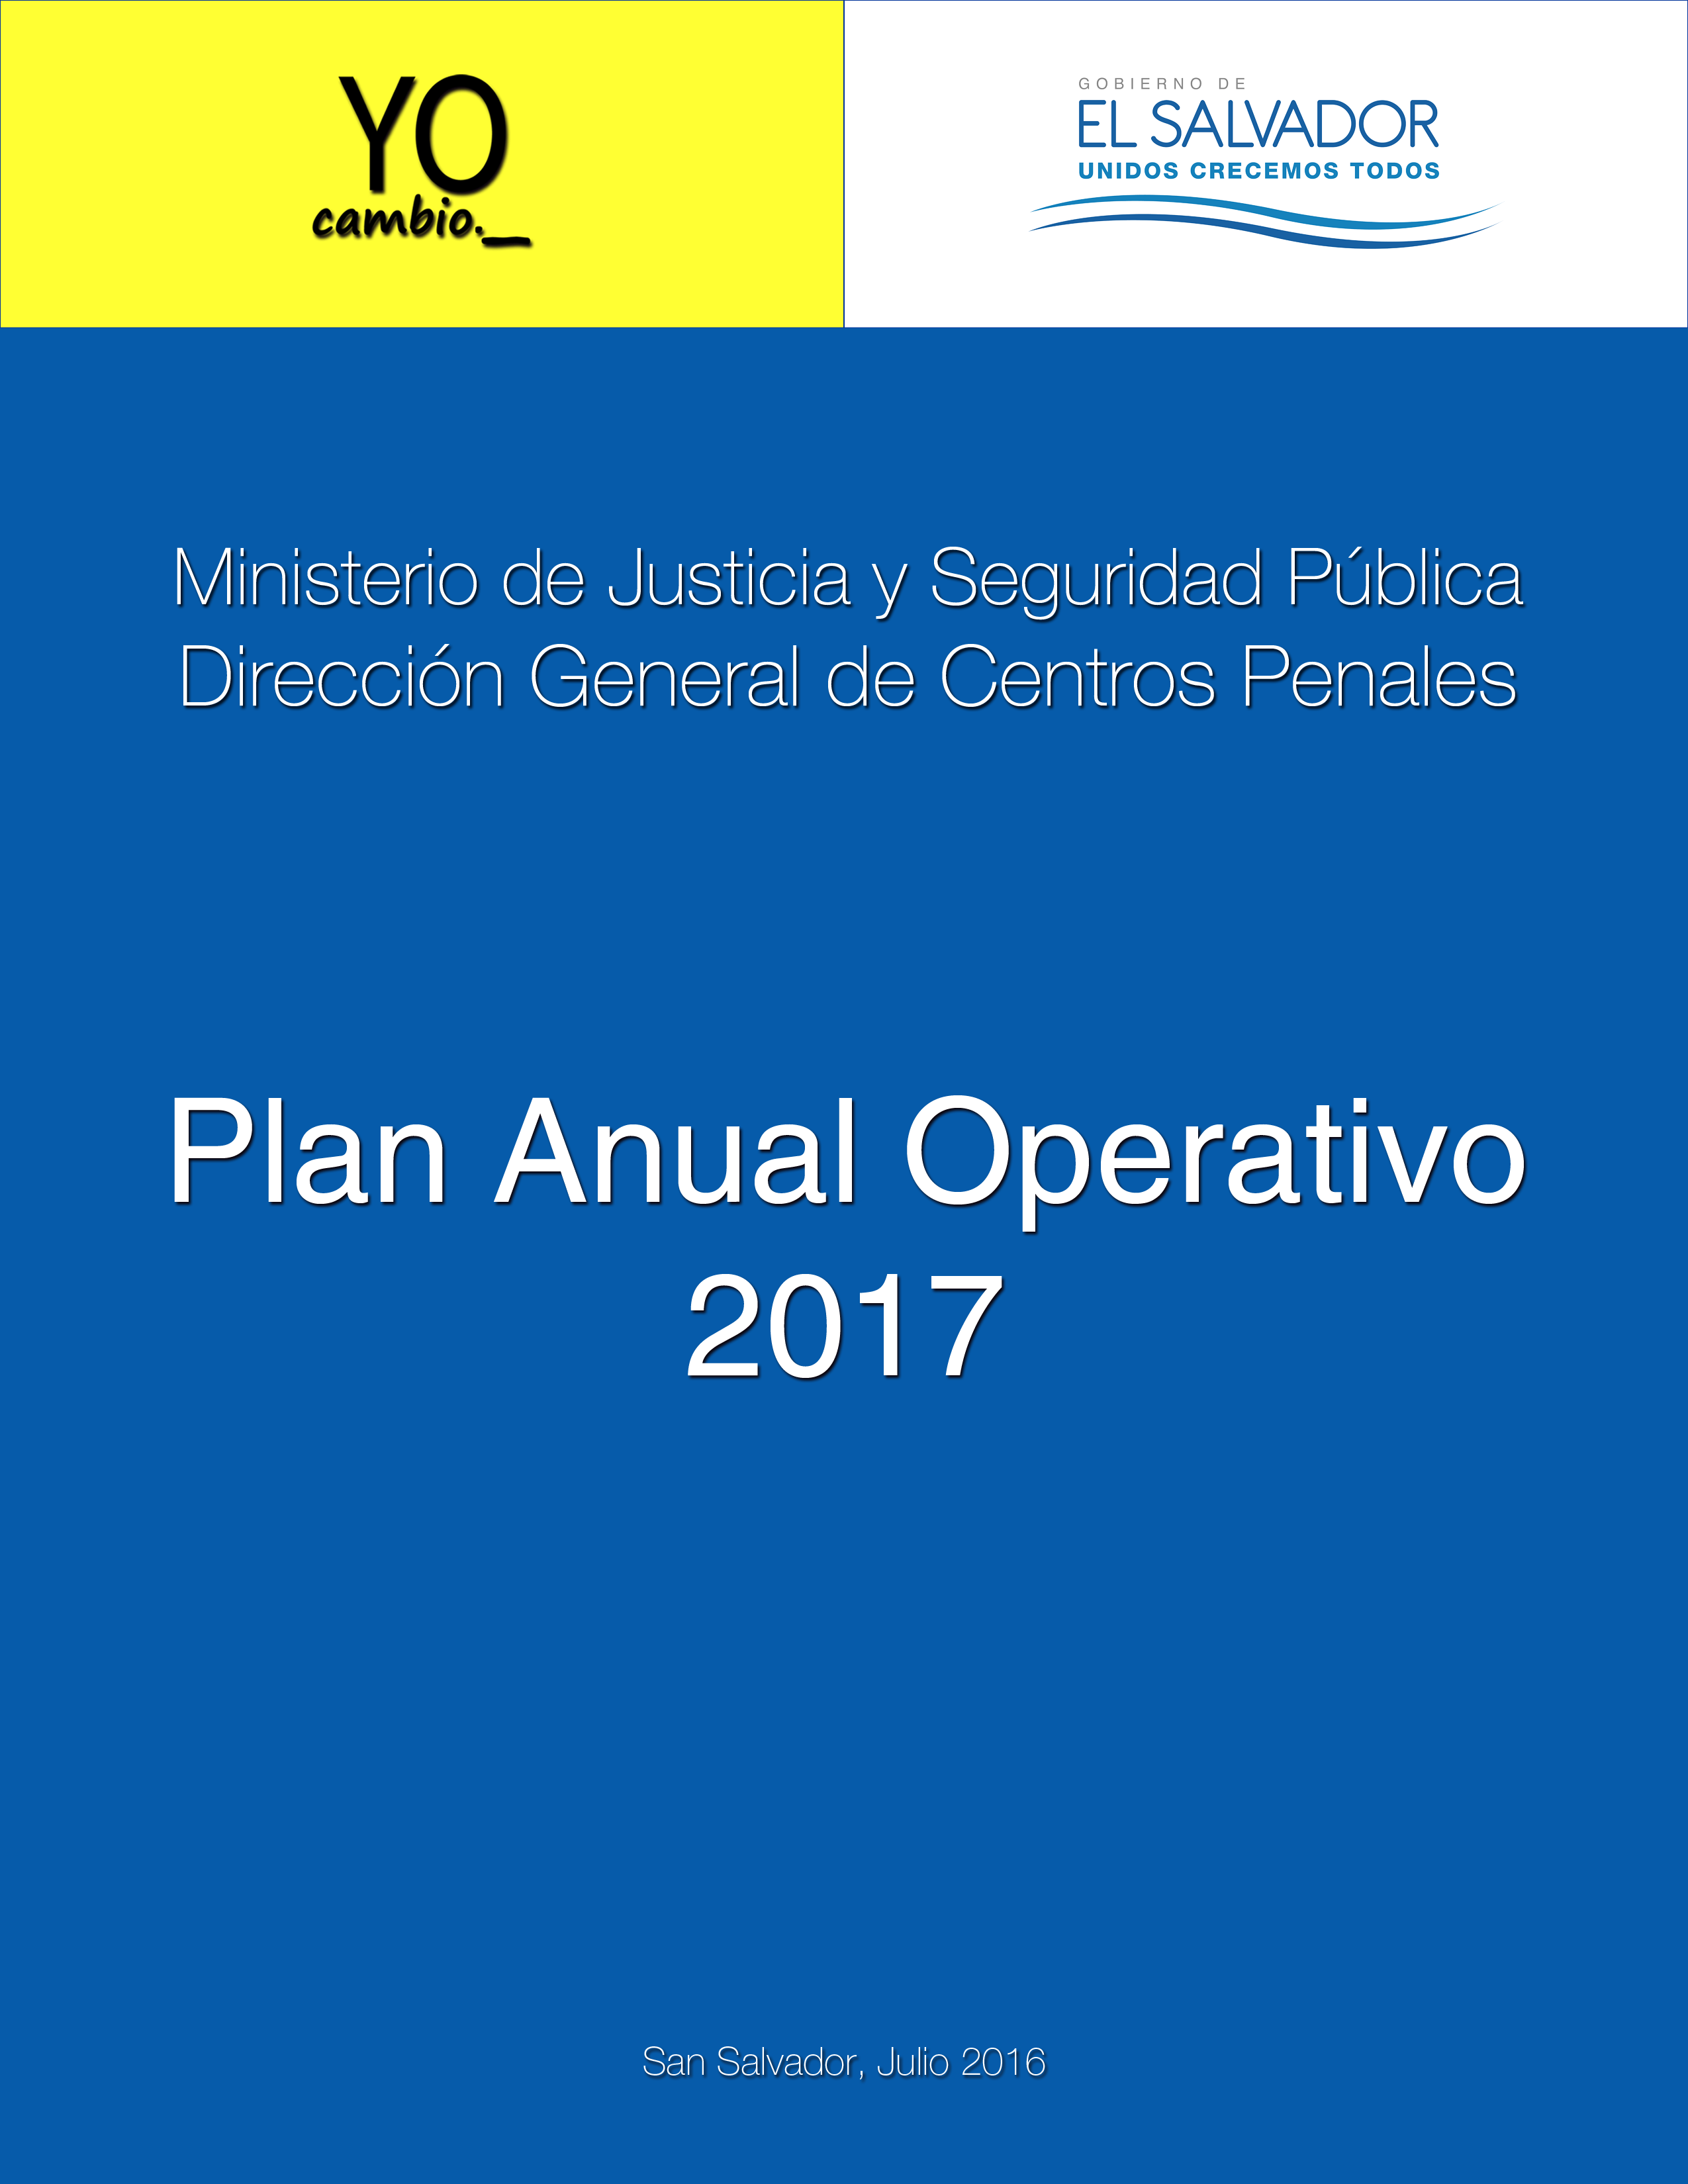 YO
cambio._
GOBIERNO DE
EL SALVADOR
UNIDOS CRECEMOS TODOS
Ministerio de Justicia y Seguridad Pública
Dirección General de Centros Penales
Plan Anual Operativo
2017
San Salvador, Julio 2016